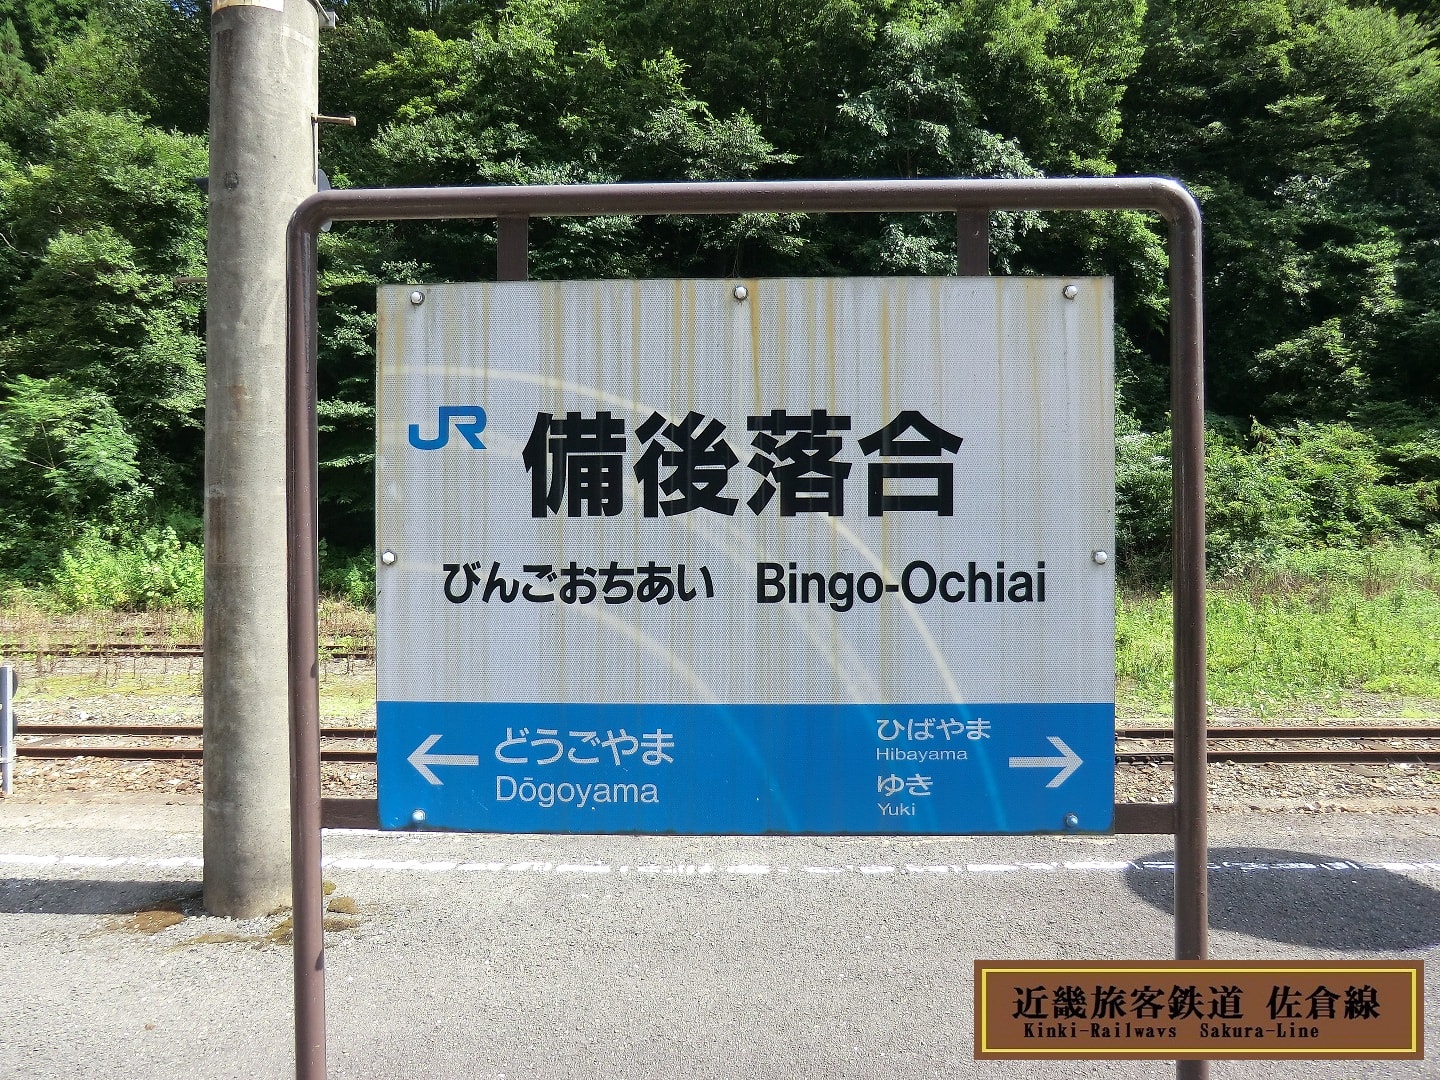 JR 備後落合
びんごおちあい Bingo-Ochiai
← どうごやま
Dōgoyama
ひばやま →
Hibayama
ゆき
Yuki
近畿旅客鉄道 佐倉線
Kinki-Railways Sakura-Line